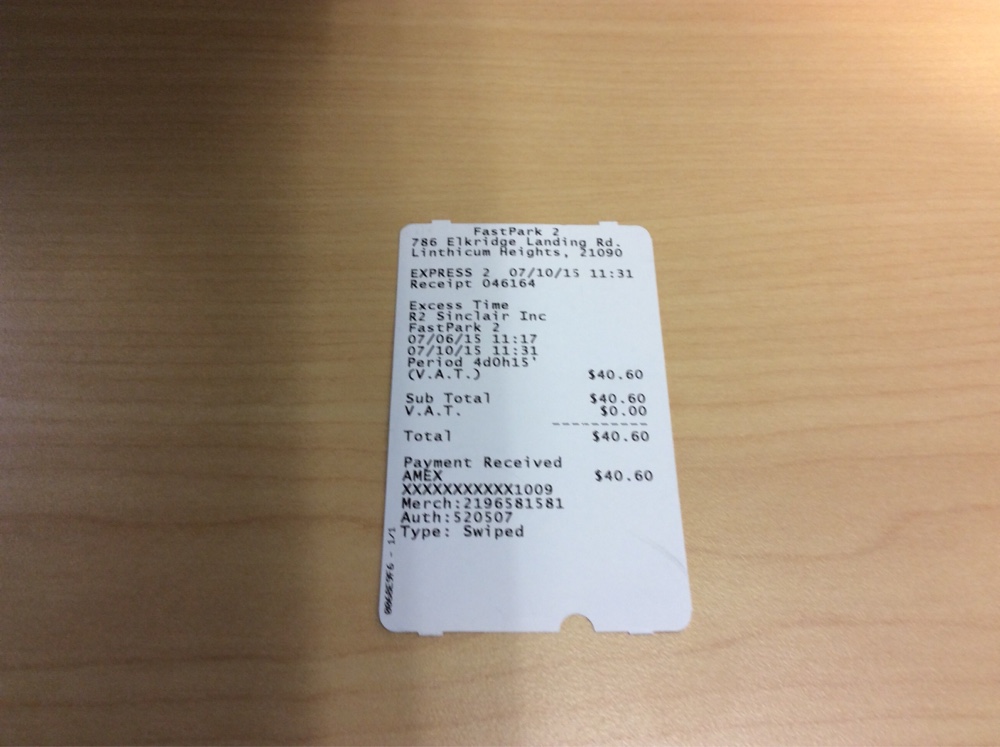 FastPark 2
786 Elkridge Landing Rd.
Linthicum Heights, 21090
EXPRESS 2 07/10/15 11:31
Receipt 046164
Excess Time
R2 Sinclair Inc
FastPark 2
07/06/15 11:17
07/10/15 11:31
Period 4d0h15'
(V.A.T.) $40.60
Sub Total $40.60
V.A.T. $0.00
----------
Total $40.60
Payment Received
AMEX $40.60
XXXXXXXXXXX1009
Merch:2196581581
Auth:520507
Type: Swiped
- 1/1